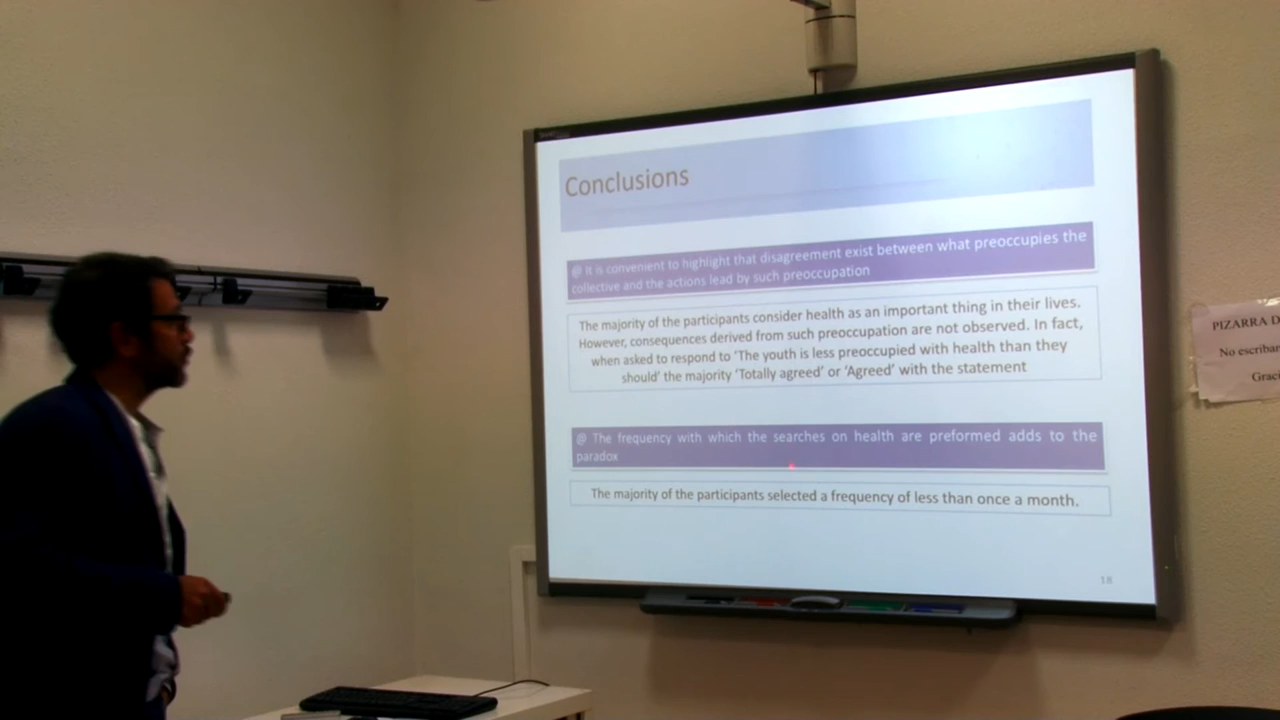 Conclusions
@ It is convenient to highlight that disagreement exist between what preoccupies the
collective and the actions lead by such preoccupation
The majority of the participants consider health as an important thing in their lives.
However, consequences derived from such preoccupation are not observed. In fact,
when asked to respond to 'The youth is less preoccupied with health than they
should' the majority 'Totally agreed' or 'Agreed' with the statement
@ The frequency with which the searches on health are preformed adds to the
paradox
The majority of the participants selected a frequency of less than once a month.
18
PIZARRA D
No escriban
Graci